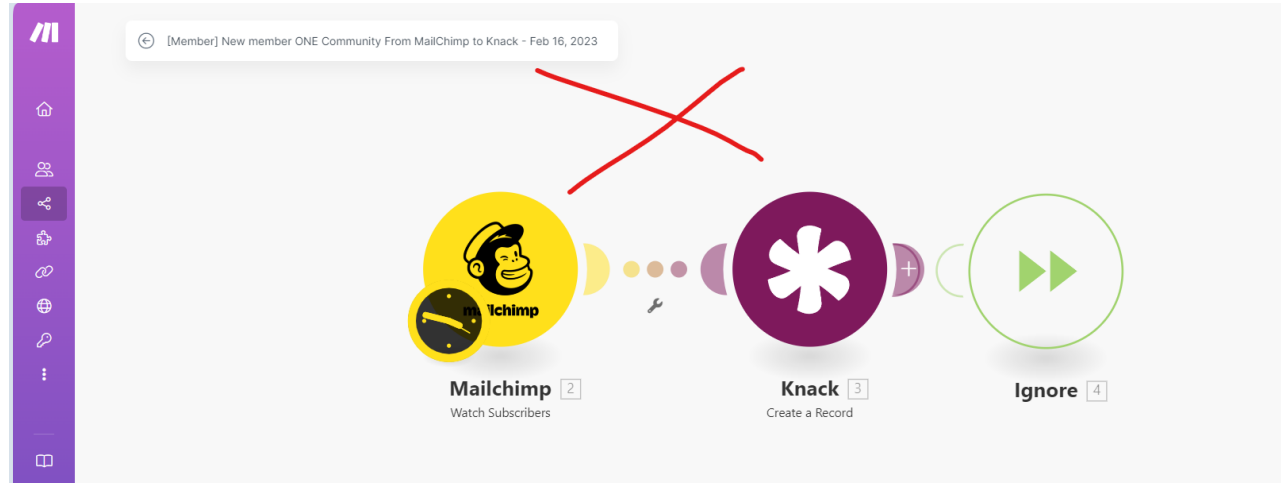 [Member] New member ONE Community From MailChimp to Knack - Feb 16, 2023
Mailchimp 2
Watch Subscribers
Knack 3
Create a Record
Ignore 4